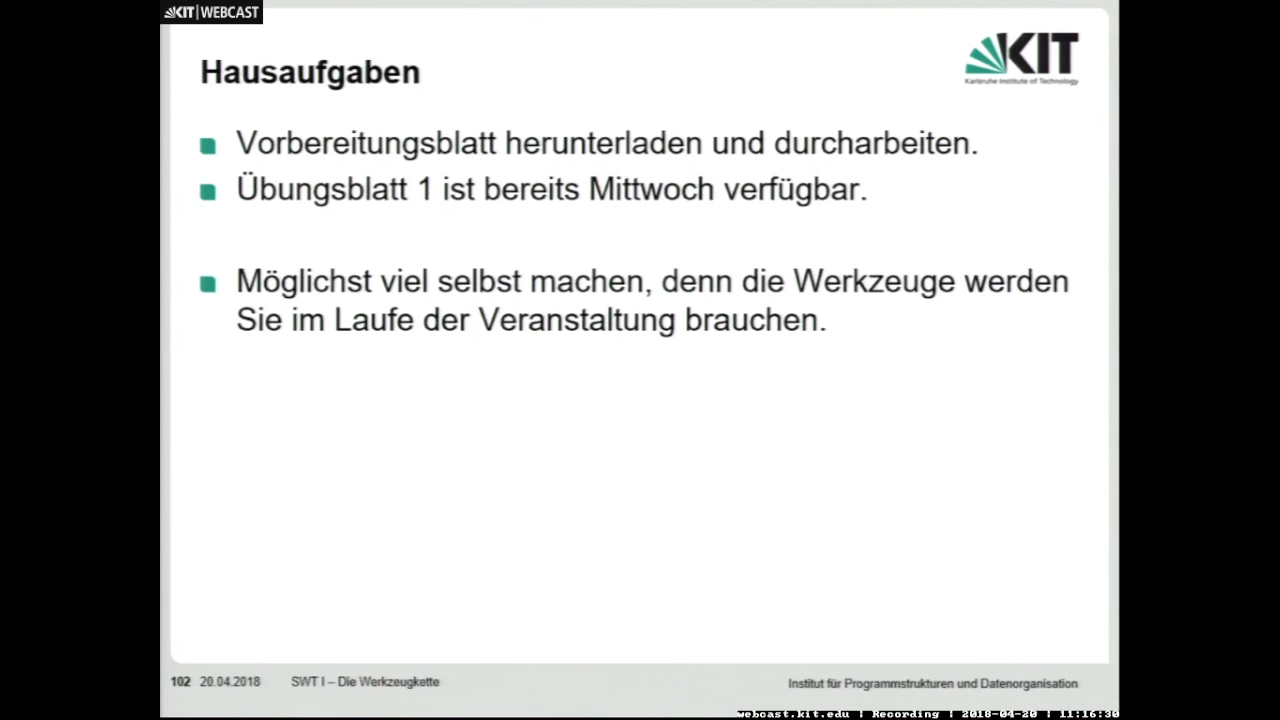 KIT | WEBCAST
KIT
Karlsruhe Institute of Technology
Hausaufgaben
Vorbereitungsblatt herunterladen und durcharbeiten.
Übungsblatt 1 ist bereits Mittwoch verfügbar.
Möglichst viel selbst machen, denn die Werkzeuge werden
Sie im Laufe der Veranstaltung brauchen.
102 20.04.2018 SWT I – Die Werkzeugkette
Institut für Programmstrukturen und Datenorganisation
webcast.kit.edu | Recording | 2018-04-20 | 11:16:30